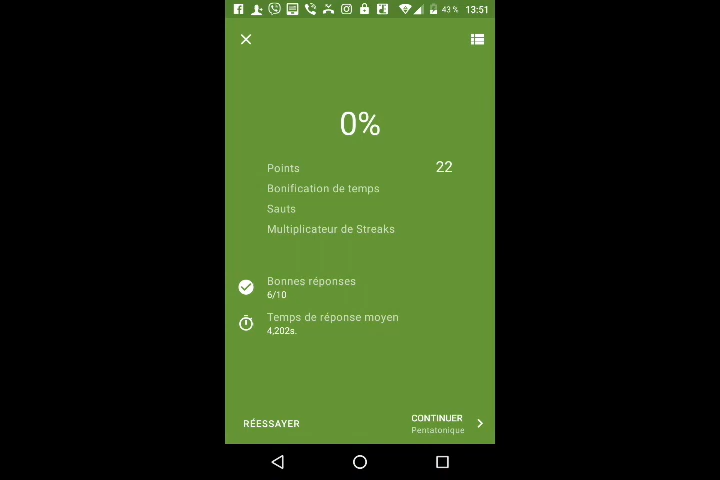 43 % 13:51
0%
Points 22
Bonification de temps
Sauts
Multiplicateur de Streaks
Bonnes réponses
6/10
Temps de réponse moyen
4,202s.
RÉESSAYER
CONTINUER
Pentatonique